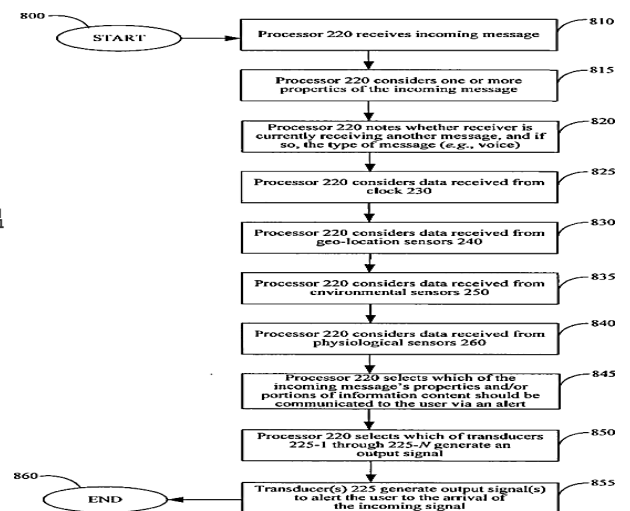 800
START
Processor 220 receives incoming message
810
Processor 220 considers one or more
properties of the incoming message
815
Processor 220 notes whether receiver is
currently receiving another message, and if
so, the type of message (e.g., voice)
820
Processor 220 considers data received from
clock 230
825
Processor 220 considers data received from
geo-location sensors 240
830
Processor 220 considers data received from
environmental sensors 250
835
Processor 220 considers data received from
physiological sensors 260
840
Processor 220 selects which of the
incoming message's properties and/or
portions of information content should be
communicated to the user via an alert
845
Processor 220 selects which of transducers
225-1 through 225-N generate an
output signal
850
860
END
Transducer(s) 225 generate output signal(s)
to alert the user to the arrival of
the incoming signal
855